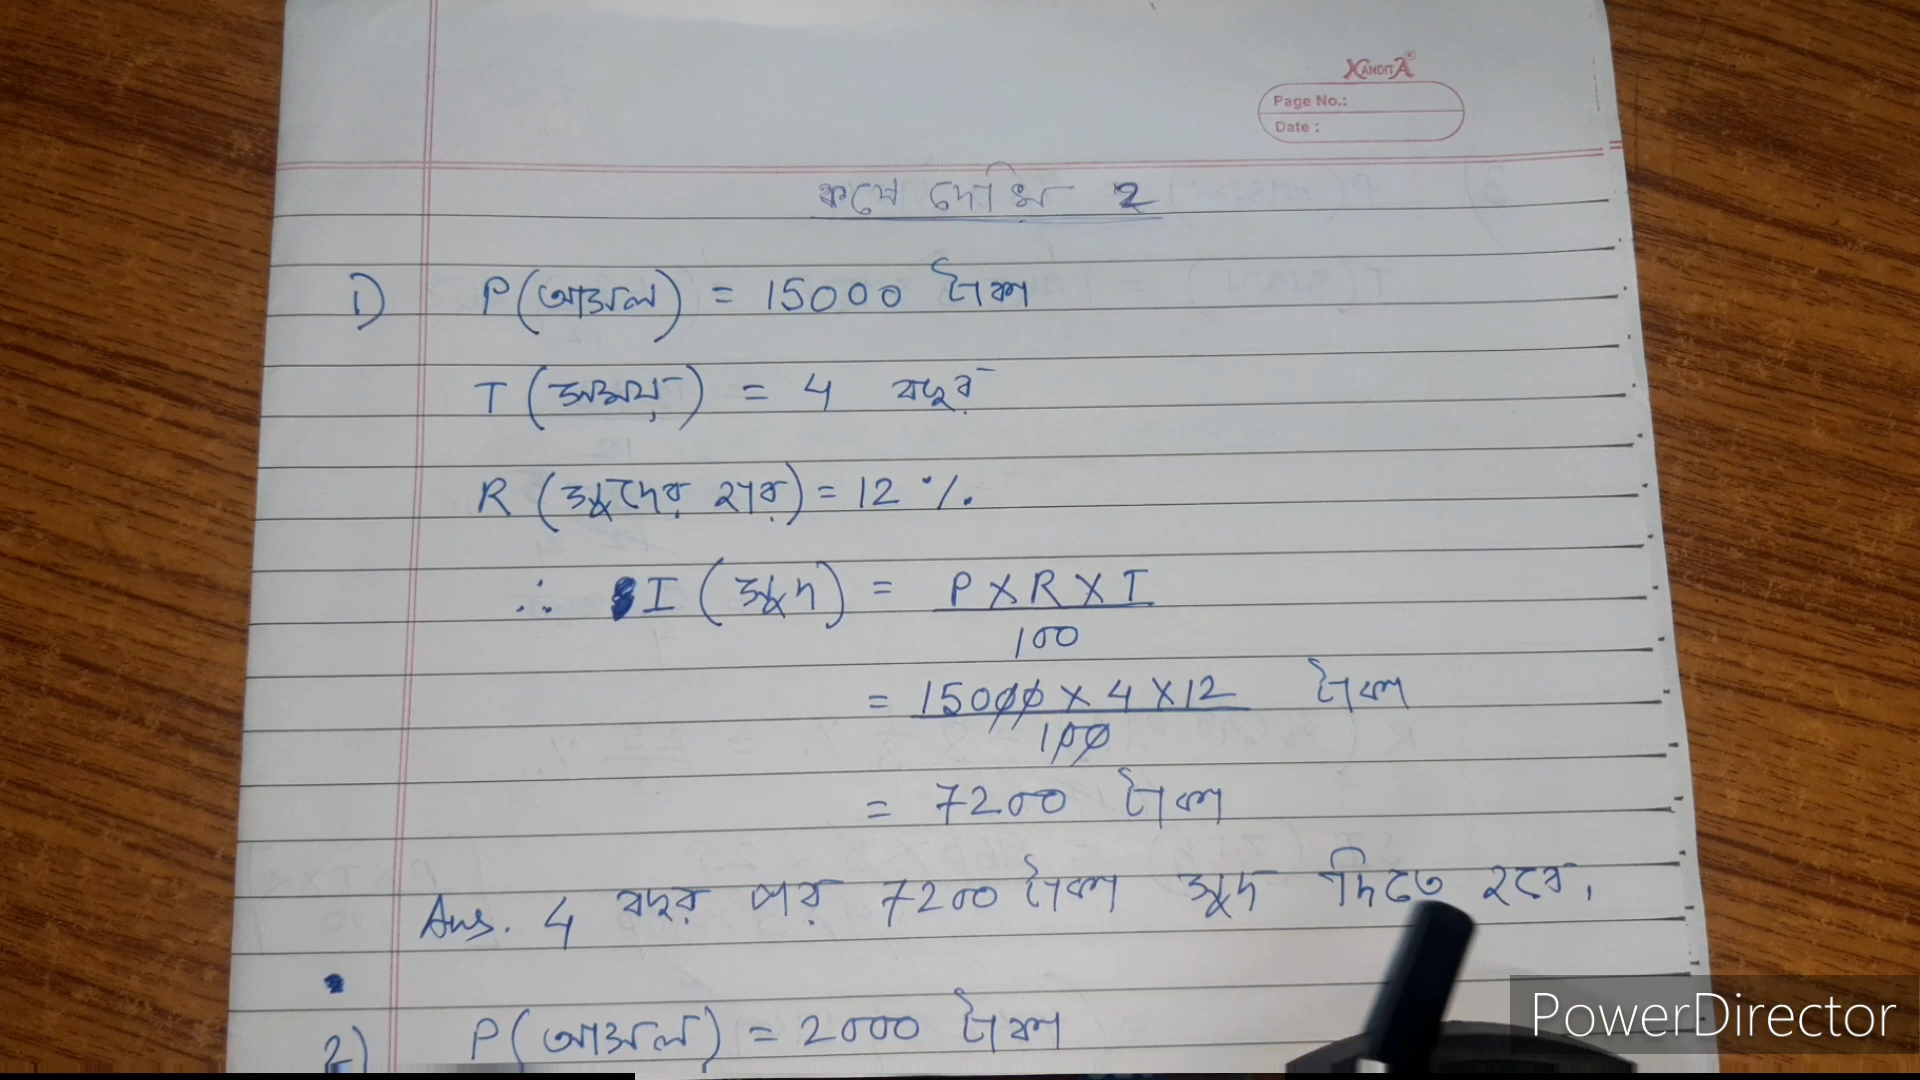 XANDITA®
Page No.:
Date :
কষে দেখি 2
1) P (আসল) = 15000 টাকা
T (সময়) = 4 বছর
R (সুদের হার) = 12 %.
∴ I (সুদ) = P X R X T
100
= 15000 X 4 X 12 টাকা
100
= 7200 টাকা
Ans. 4 বছর পর 7200 টাকা সুদ দিতে হবে,
2) P (আসল) = 2000 টাকা
PowerDirector